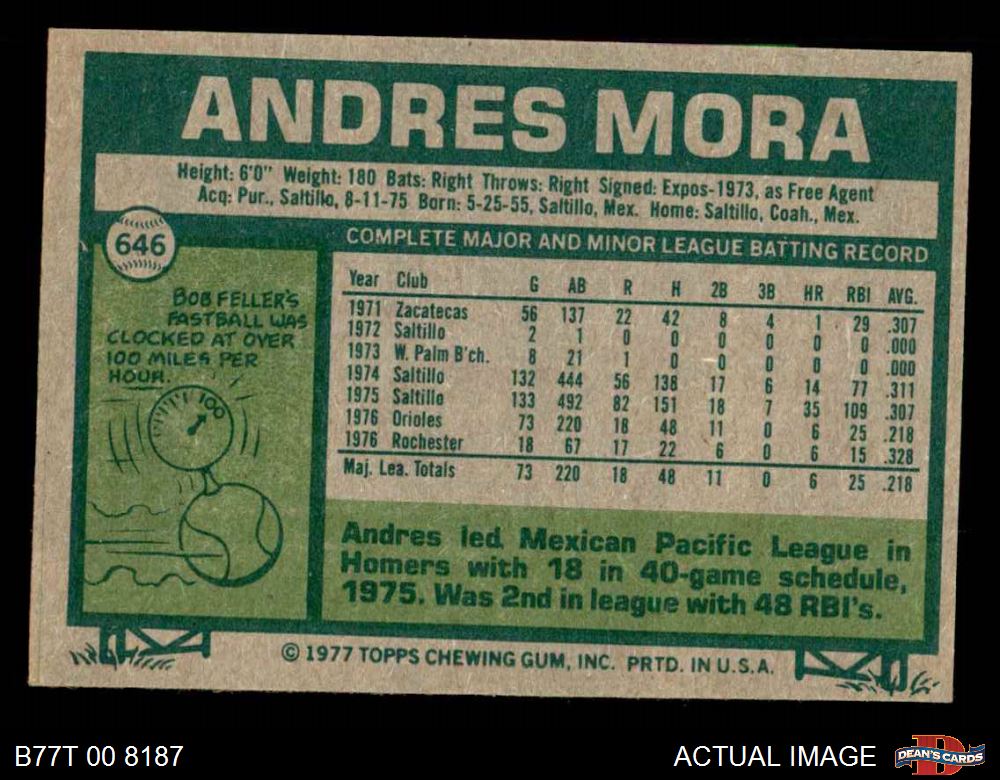 ANDRES MORA
Height: 6'0" Weight: 180 Bats: Right Throws: Right Signed: Expos-1973, as Free Agent
Acq: Pur., Saltillo, 8-11-75 Born: 5-25-55, Saltillo, Mex. Home: Saltillo, Coah., Mex.
646
COMPLETE MAJOR AND MINOR LEAGUE BATTING RECORD
BOB FELLER'S
FASTBALL WAS
CLOCKED AT OVER
100 MILES PER
HOUR.
100
Year Club G AB R H 2B 3B HR RBI AVG.
1971 Zacatecas 56 137 22 42 8 4 1 29 .307
1972 Saltillo 2 1 0 0 0 0 0 0 .000
1973 W. Palm B'ch. 8 21 1 0 0 0 0 0 .000
1974 Saltillo 132 444 56 138 17 6 14 77 .311
1975 Saltillo 133 492 82 151 18 7 35 109 .307
1976 Orioles 73 220 18 48 11 0 6 25 .218
1976 Rochester 18 67 17 22 6 0 6 15 .328
Maj. Lea. Totals 73 220 18 48 11 0 6 25 .218
Andres led Mexican Pacific League in
Homers with 18 in 40-game schedule,
1975. Was 2nd in league with 48 RBI's.
© 1977 TOPPS CHEWING GUM, INC. PRTD. IN U.S.A.
B77T 00 8187
ACTUAL IMAGE
D
DEAN'S CARDS